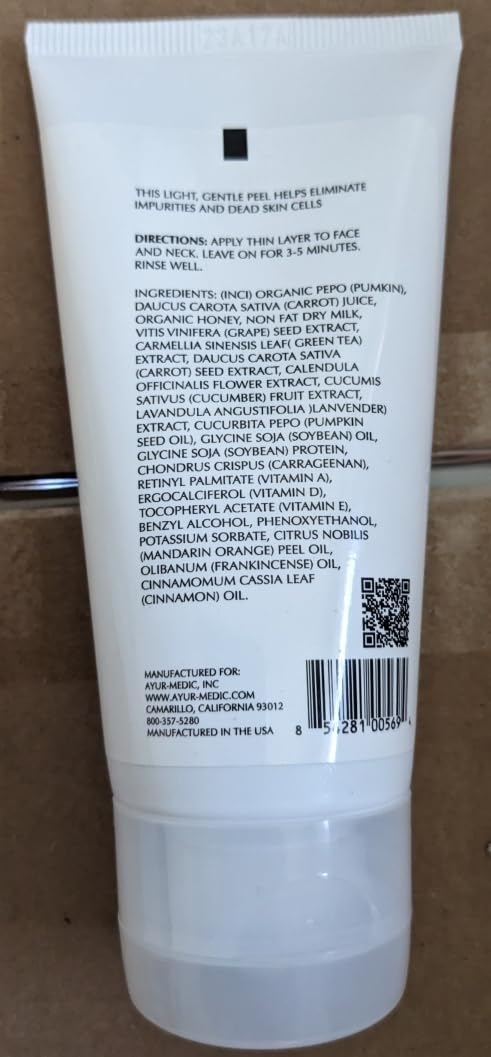 THIS LIGHT, GENTLE PEEL HELPS ELIMINATE
IMPURITIES AND DEAD SKIN CELLS
DIRECTIONS: APPLY THIN LAYER TO FACE
AND NECK. LEAVE ON FOR 3-5 MINUTES.
RINSE WELL.
INGREDIENTS: (INCI) ORGANIC PEPO (PUMKIN),
DAUCUS CAROTA SATIVA (CARROT) JUICE,
ORGANIC HONEY, NON FAT DRY MILK,
VITIS VINIFERA (GRAPE) SEED EXTRACT,
CARMELLIA SINENSIS LEAF( GREEN TEA)
EXTRACT, DAUCUS CAROTA SATIVA
(CARROT) SEED EXTRACT, CALENDULA
OFFICINALIS FLOWER EXTRACT, CUCUMIS
SATIVUS (CUCUMBER) FRUIT EXTRACT,
LAVANDULA ANGUSTIFOLIA )LANVENDER)
EXTRACT, CUCURBITA PEPO (PUMPKIN
SEED OIL), GLYCINE SOJA (SOYBEAN) OIL,
GLYCINE SOJA (SOYBEAN) PROTEIN,
CHONDRUS CRISPUS (CARRAGEENAN),
RETINYL PALMITATE (VITAMIN A),
ERGOCALCIFEROL (VITAMIN D),
TOCOPHERYL ACETATE (VITAMIN E),
BENZYL ALCOHOL, PHENOXYETHANOL,
POTASSIUM SORBATE, CITRUS NOBILIS
(MANDARIN ORANGE) PEEL OIL,
OLIBANUM (FRANKINCENSE) OIL,
CINNAMOMUM CASSIA LEAF
(CINNAMON) OIL.
MANUFACTURED FOR:
AYUR-MEDIC, INC
WWW.AYUR-MEDIC.COM
CAMARILLO, CALIFORNIA 93012
800-357-5280
MANUFACTURED IN THE USA
8 281 00569